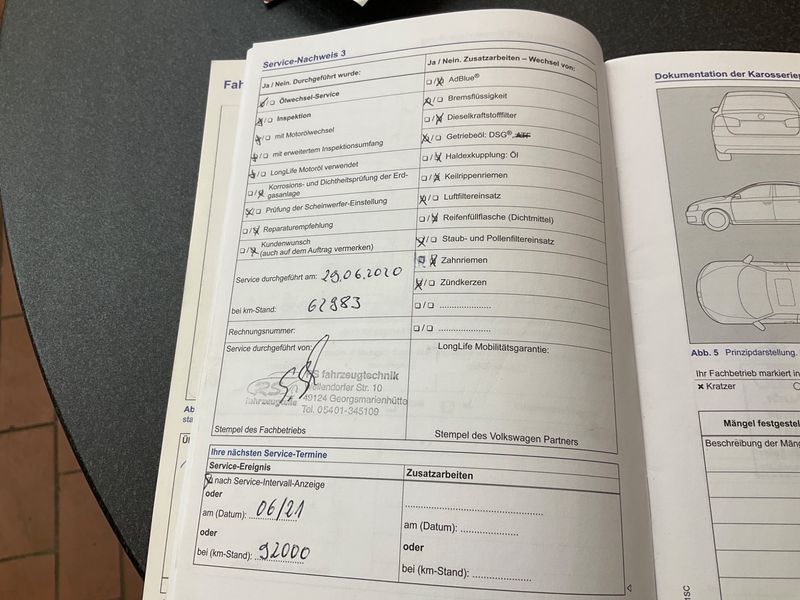 Service-Nachweis 3
Ja / Nein. Durchgeführt wurde:
Ölwechsel-Service
Inspektion
mit Motorölwechsel
mit erweitertem Inspektionsumfang
LongLife Motoröl verwendet
Korrosions- und Dichtheitsprüfung der Erd-
gasanlage
Prüfung der Scheinwerfer-Einstellung
Reparaturempfehlung
Kundenwunsch
(auch auf dem Auftrag vermerken)
Service durchgeführt am: 29.06.2020
bei km-Stand: 62983
Rechnungsnummer:
Service durchgeführt von:
RS fahrzeugtechnik
49124 Georgsmarienhütte
Tel. 05401-345109
Stempel des Fachbetriebs
Ja / Nein. Zusatzarbeiten – Wechsel von:
AdBlue®
Bremsflüssigkeit
Dieselkraftstofffilter
Getriebeöl: DSG®, ATF
Haldexkupplung: Öl
Keilrippenriemen
Luftfiltereinsatz
Reifenfüllflasche (Dichtmittel)
Staub- und Pollenfiltereinsatz
Zahnriemen
Zündkerzen
LongLife Mobilitätsgarantie:
Stempel des Volkswagen Partners
Ihre nächsten Service-Termine
Service-Ereignis
nach Service-Intervall-Anzeige
oder
am (Datum): 06/21
oder
bei (km-Stand): 92000
Zusatzarbeiten
am (Datum):
oder
bei (km-Stand):
Dokumentation der
Abb. 5 Prinzipdarstellung.
Ihr Fachbetrieb markiert in
× Kratzer
Mängel
Beschreibung der